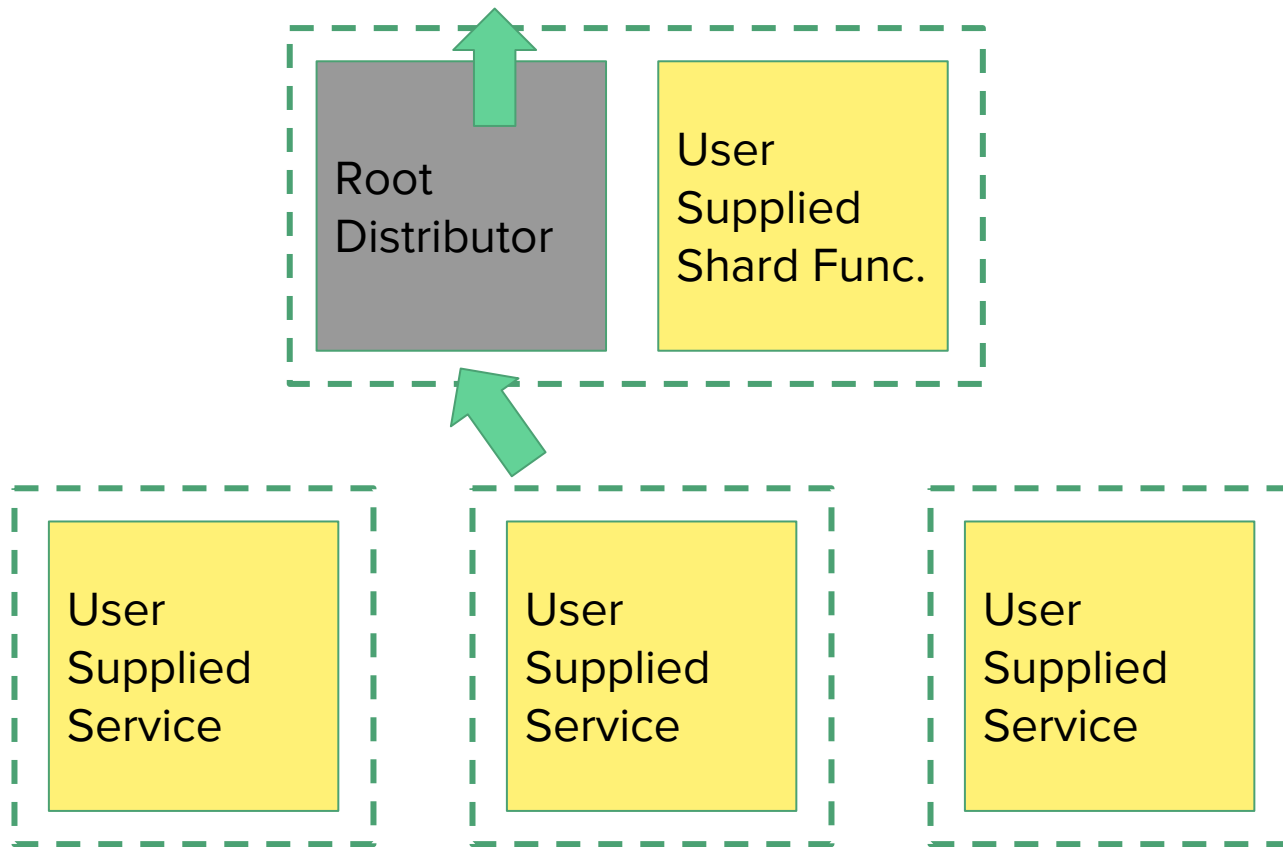 Root
Distributor
User
Supplied
Shard Func.
User
Supplied
Service
User
Supplied
Service
User
Supplied
Service